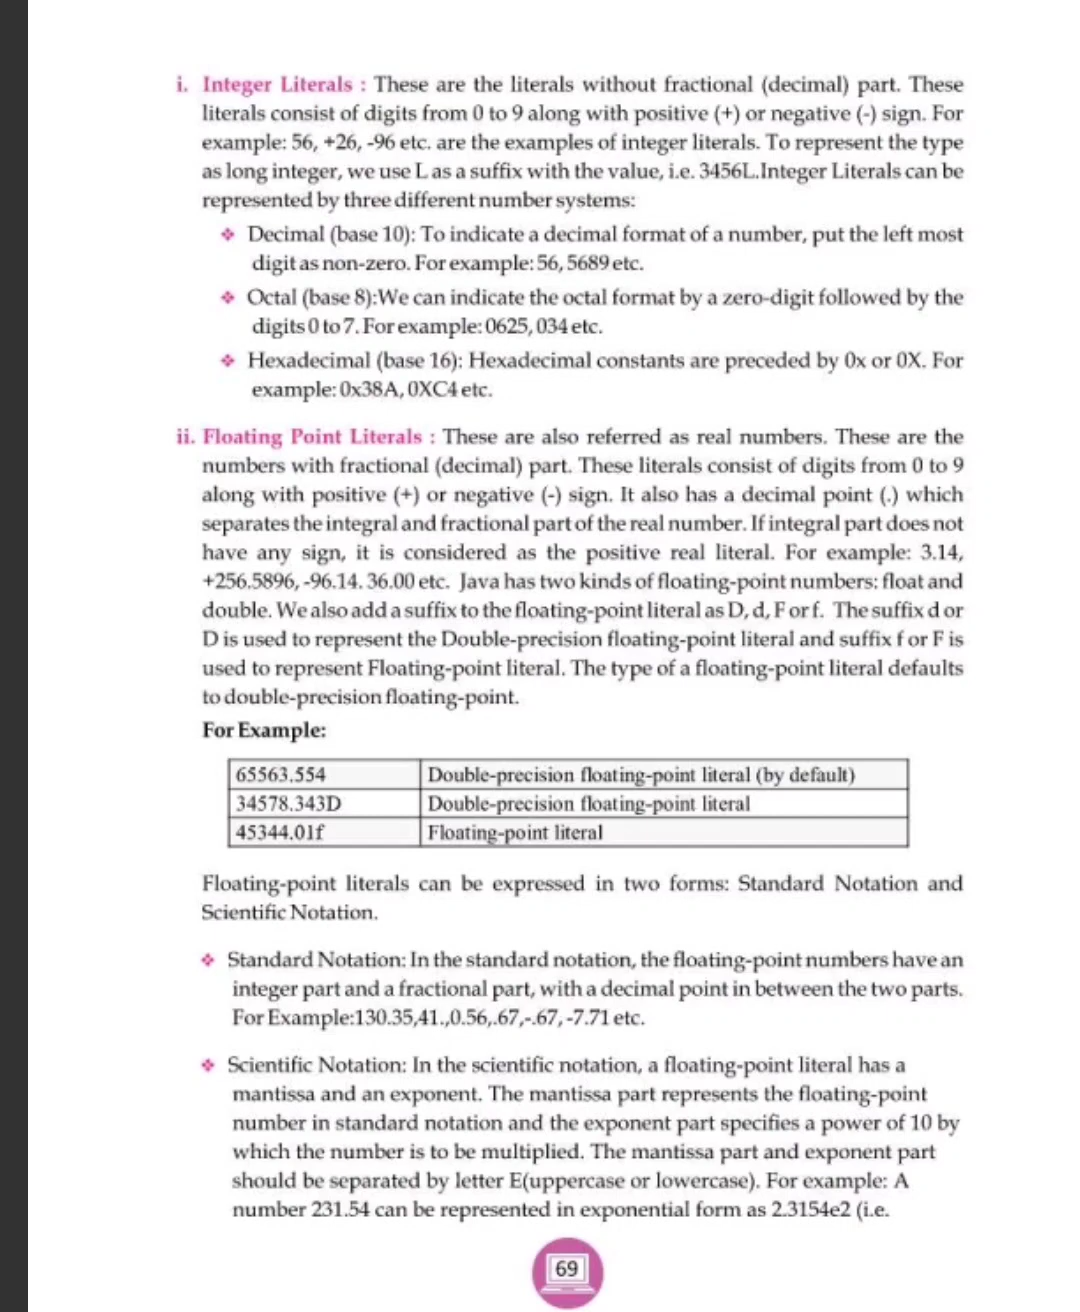 i. Integer Literals : These are the literals without fractional (decimal) part. These
literals consist of digits from 0 to 9 along with positive (+) or negative (-) sign. For
example: 56, +26, -96 etc. are the examples of integer literals. To represent the type
as long integer, we use L as a suffix with the value, i.e. 3456L.Integer Literals can be
represented by three different number systems:
❖ Decimal (base 10): To indicate a decimal format of a number, put the left most
digit as non-zero. For example: 56, 5689 etc.
❖ Octal (base 8):We can indicate the octal format by a zero-digit followed by the
digits 0 to 7. For example: 0625, 034 etc.
❖ Hexadecimal (base 16): Hexadecimal constants are preceded by 0x or 0X. For
example: 0x38A, 0XC4 etc.
ii. Floating Point Literals : These are also referred as real numbers. These are the
numbers with fractional (decimal) part. These literals consist of digits from 0 to 9
along with positive (+) or negative (-) sign. It also has a decimal point (.) which
separates the integral and fractional part of the real number. If integral part does not
have any sign, it is considered as the positive real literal. For example: 3.14,
+256.5896, -96.14. 36.00 etc. Java has two kinds of floating-point numbers: float and
double. We also add a suffix to the floating-point literal as D, d, F or f. The suffix d or
D is used to represent the Double-precision floating-point literal and suffix f or F is
used to represent Floating-point literal. The type of a floating-point literal defaults
to double-precision floating-point.
For Example:
65563.554 Double-precision floating-point literal (by default)
34578.343D Double-precision floating-point literal
45344.01f Floating-point literal
Floating-point literals can be expressed in two forms: Standard Notation and
Scientific Notation.
❖ Standard Notation: In the standard notation, the floating-point numbers have an
integer part and a fractional part, with a decimal point in between the two parts.
For Example:130.35,41.,0.56,.67,-.67, -7.71 etc.
❖ Scientific Notation: In the scientific notation, a floating-point literal has a
mantissa and an exponent. The mantissa part represents the floating-point
number in standard notation and the exponent part specifies a power of 10 by
which the number is to be multiplied. The mantissa part and exponent part
should be separated by letter E(uppercase or lowercase). For example: A
number 231.54 can be represented in exponential form as 2.3154e2 (i.e.
69